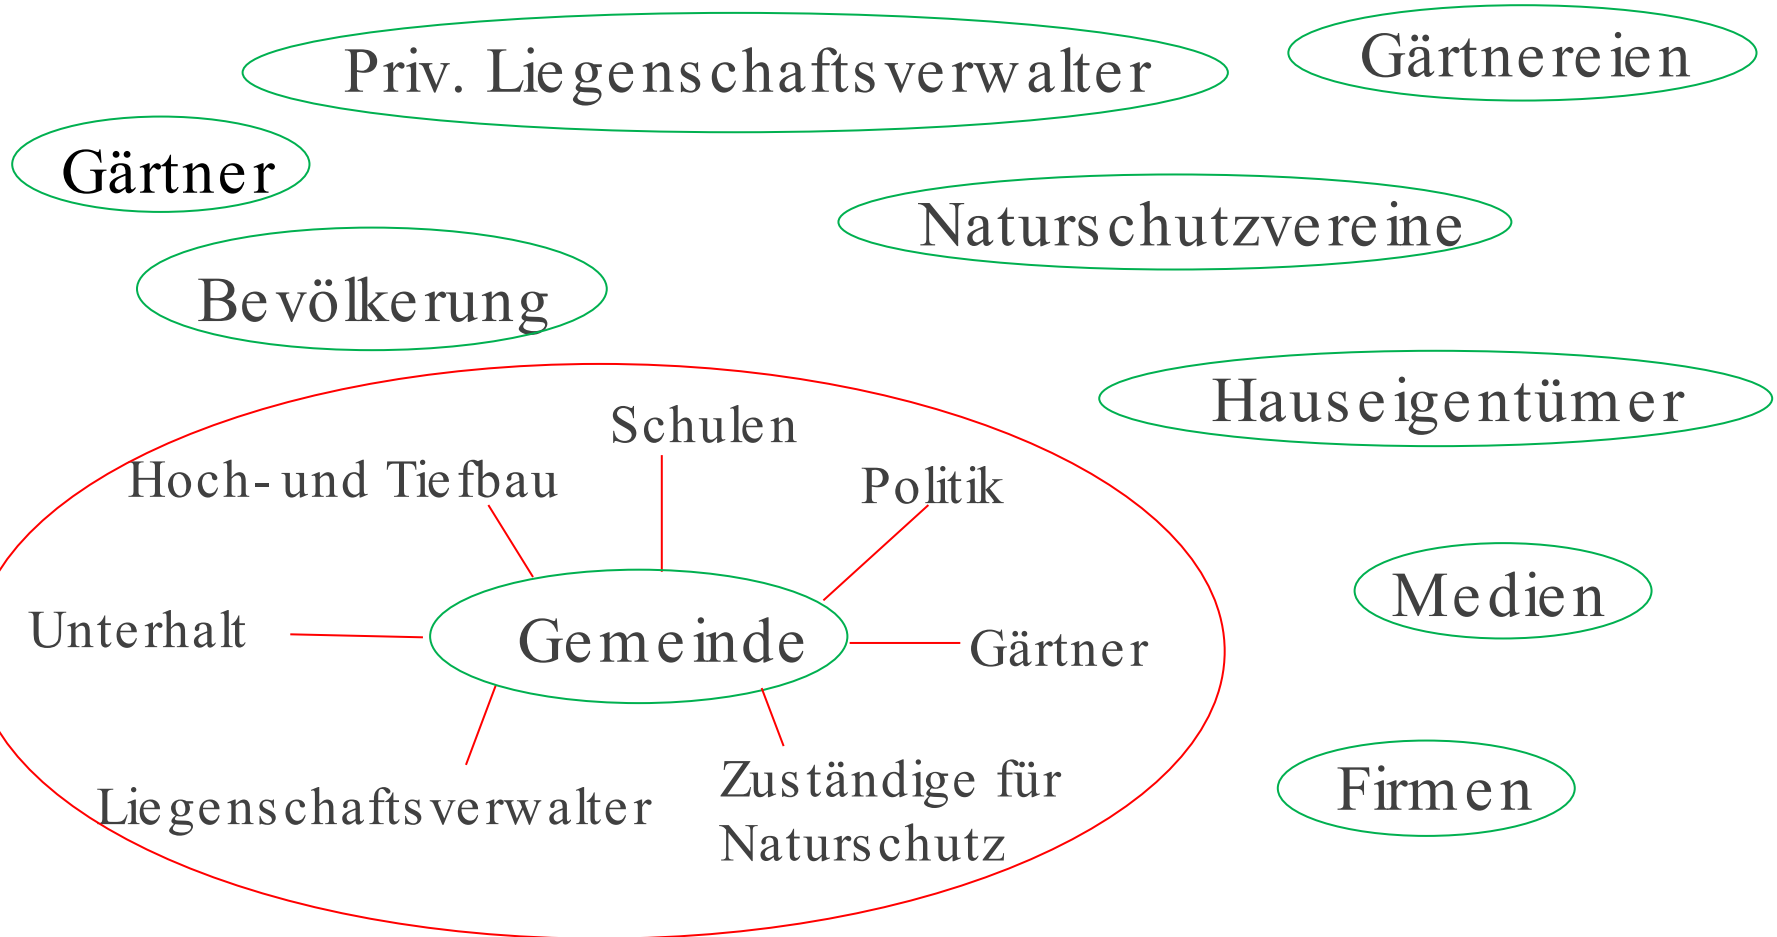 Priv. Liegenschaftsverwalter
Gärtnereien
Gärtner
Naturschutzvereine
Bevölkerung
Hauseigentümer
Schulen
Hoch- und Tiefbau
Politik
Medien
Unterhalt
Gemeinde
Gärtner
Liegenschaftsverwalter
Zuständige für
Naturschutz
Firmen